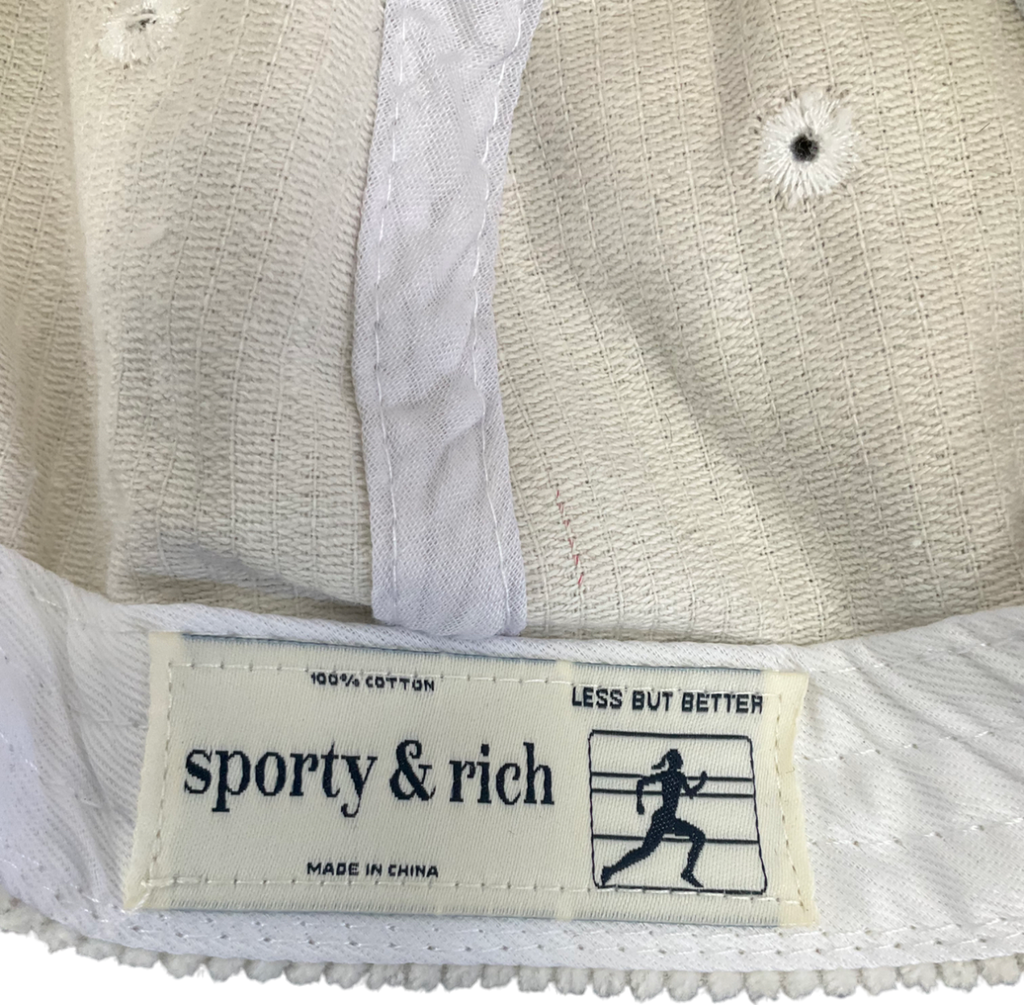 100% COTTON
sporty & rich
MADE IN CHINA
LESS BUT BETTER